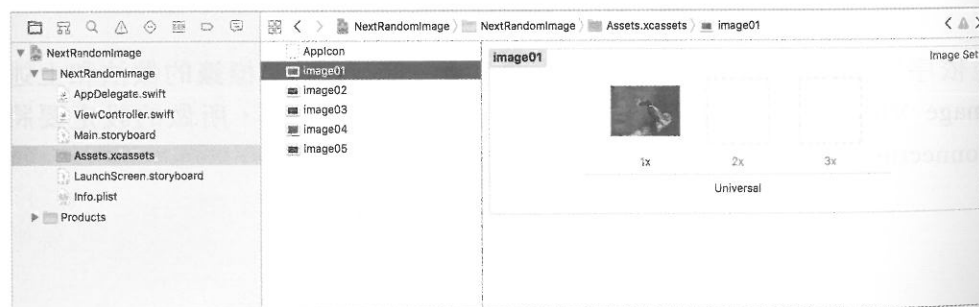 NextRandomImage 〉 NextRandomImage 〉 Assets.xcassets 〉 image01
NextRandomImage
NextRandomImage
AppDelegate.swift
ViewController.swift
Main.storyboard
Assets.xcassets
LaunchScreen.storyboard
Info.plist
Products
AppIcon
image01
image02
image03
image04
image05
image01
Image Set
1x
2x
3x
Universal